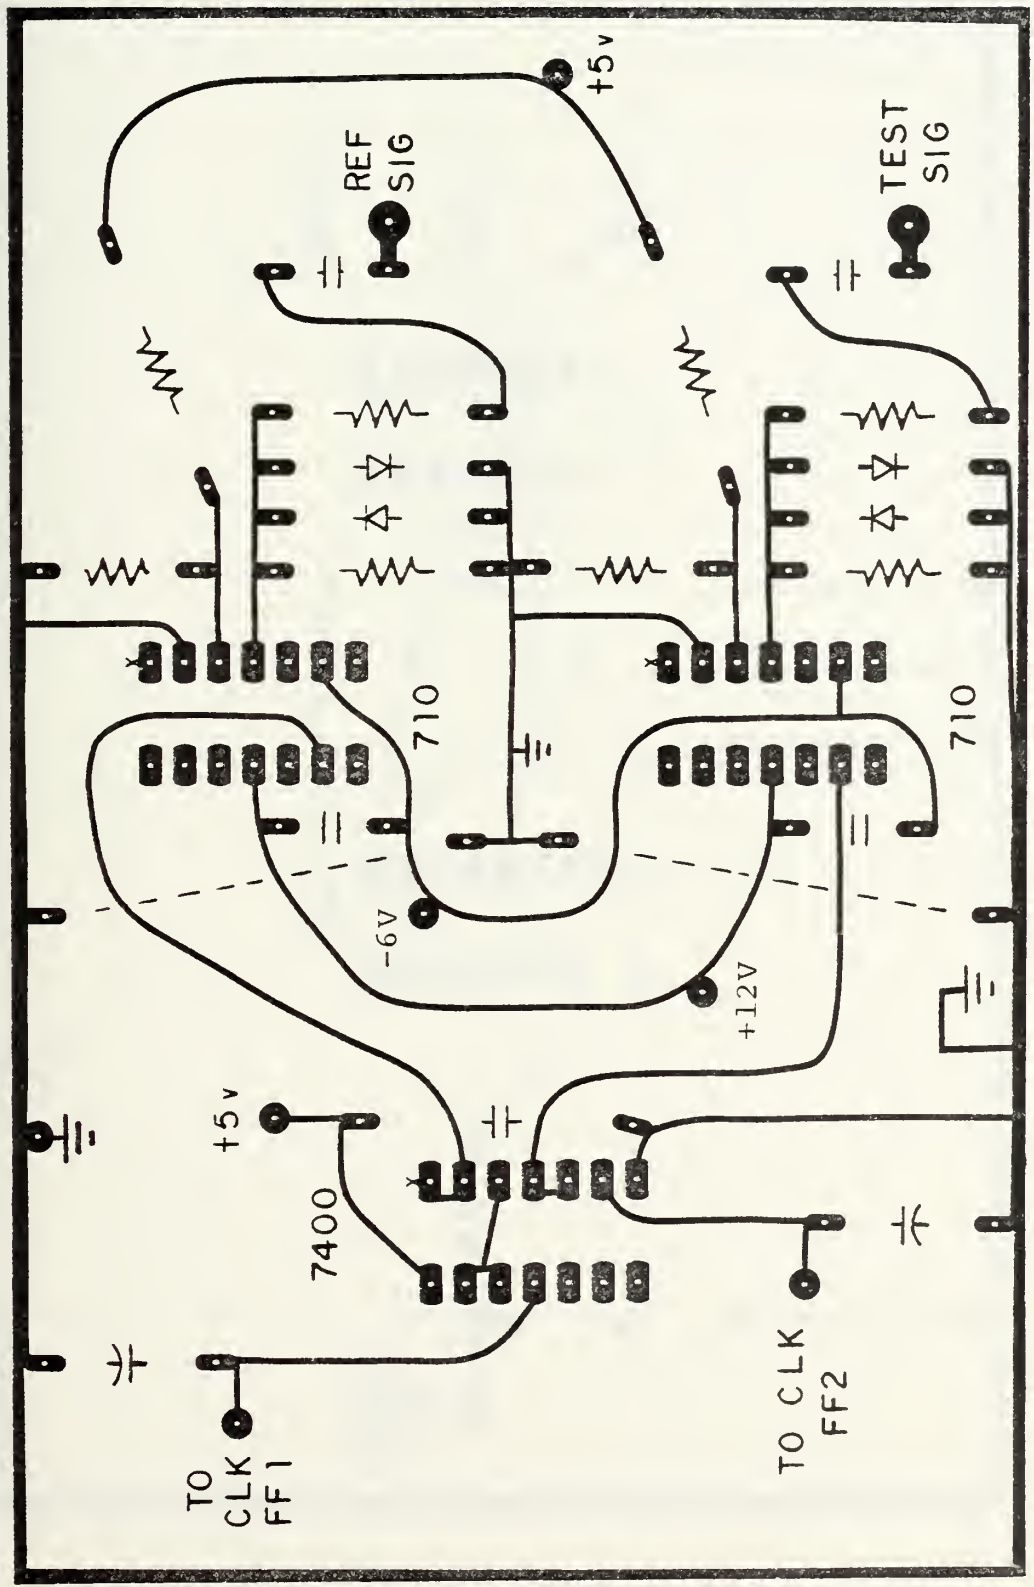 TO
CLK
FF1
+5v
7400
REF
SIG
-6V
710
+5v
+12V
TO CLK
FF2
TEST
SIG
710